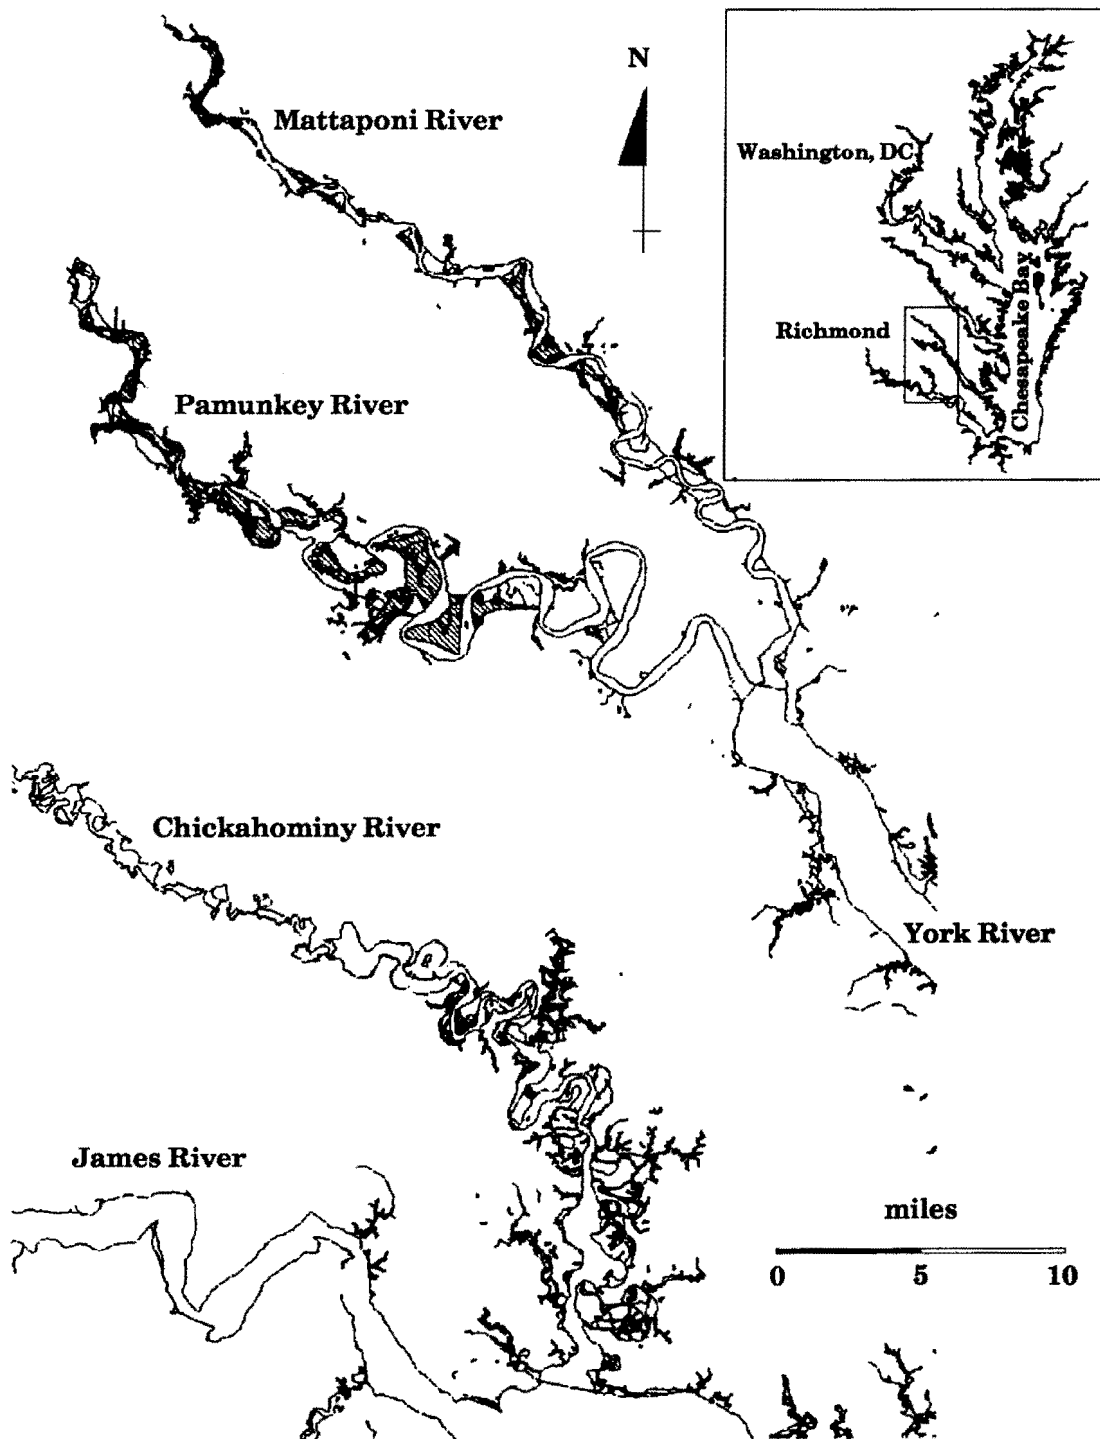 N
Mattaponi River
Washington, DC
Chesapeake Bay
Richmond
Pamunkey River
Chickahominy River
York River
James River
miles
0 5 10